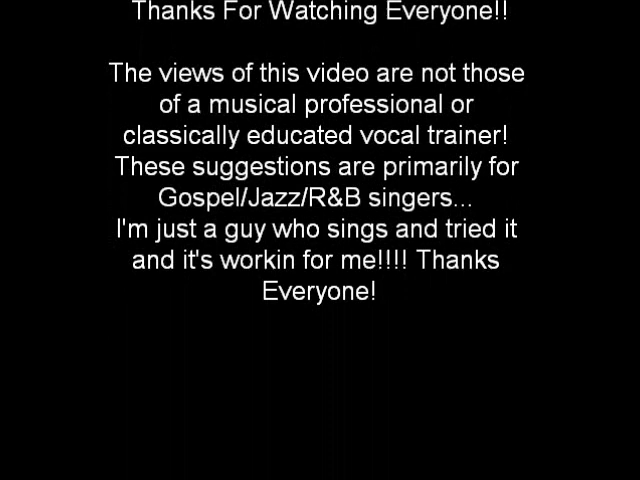 Thanks For Watching Everyone!!
The views of this video are not those
of a musical professional or
classically educated vocal trainer!
These suggestions are primarily for
Gospel/Jazz/R&B singers...
I'm just a guy who sings and tried it
and it's workin for me!!!! Thanks
Everyone!